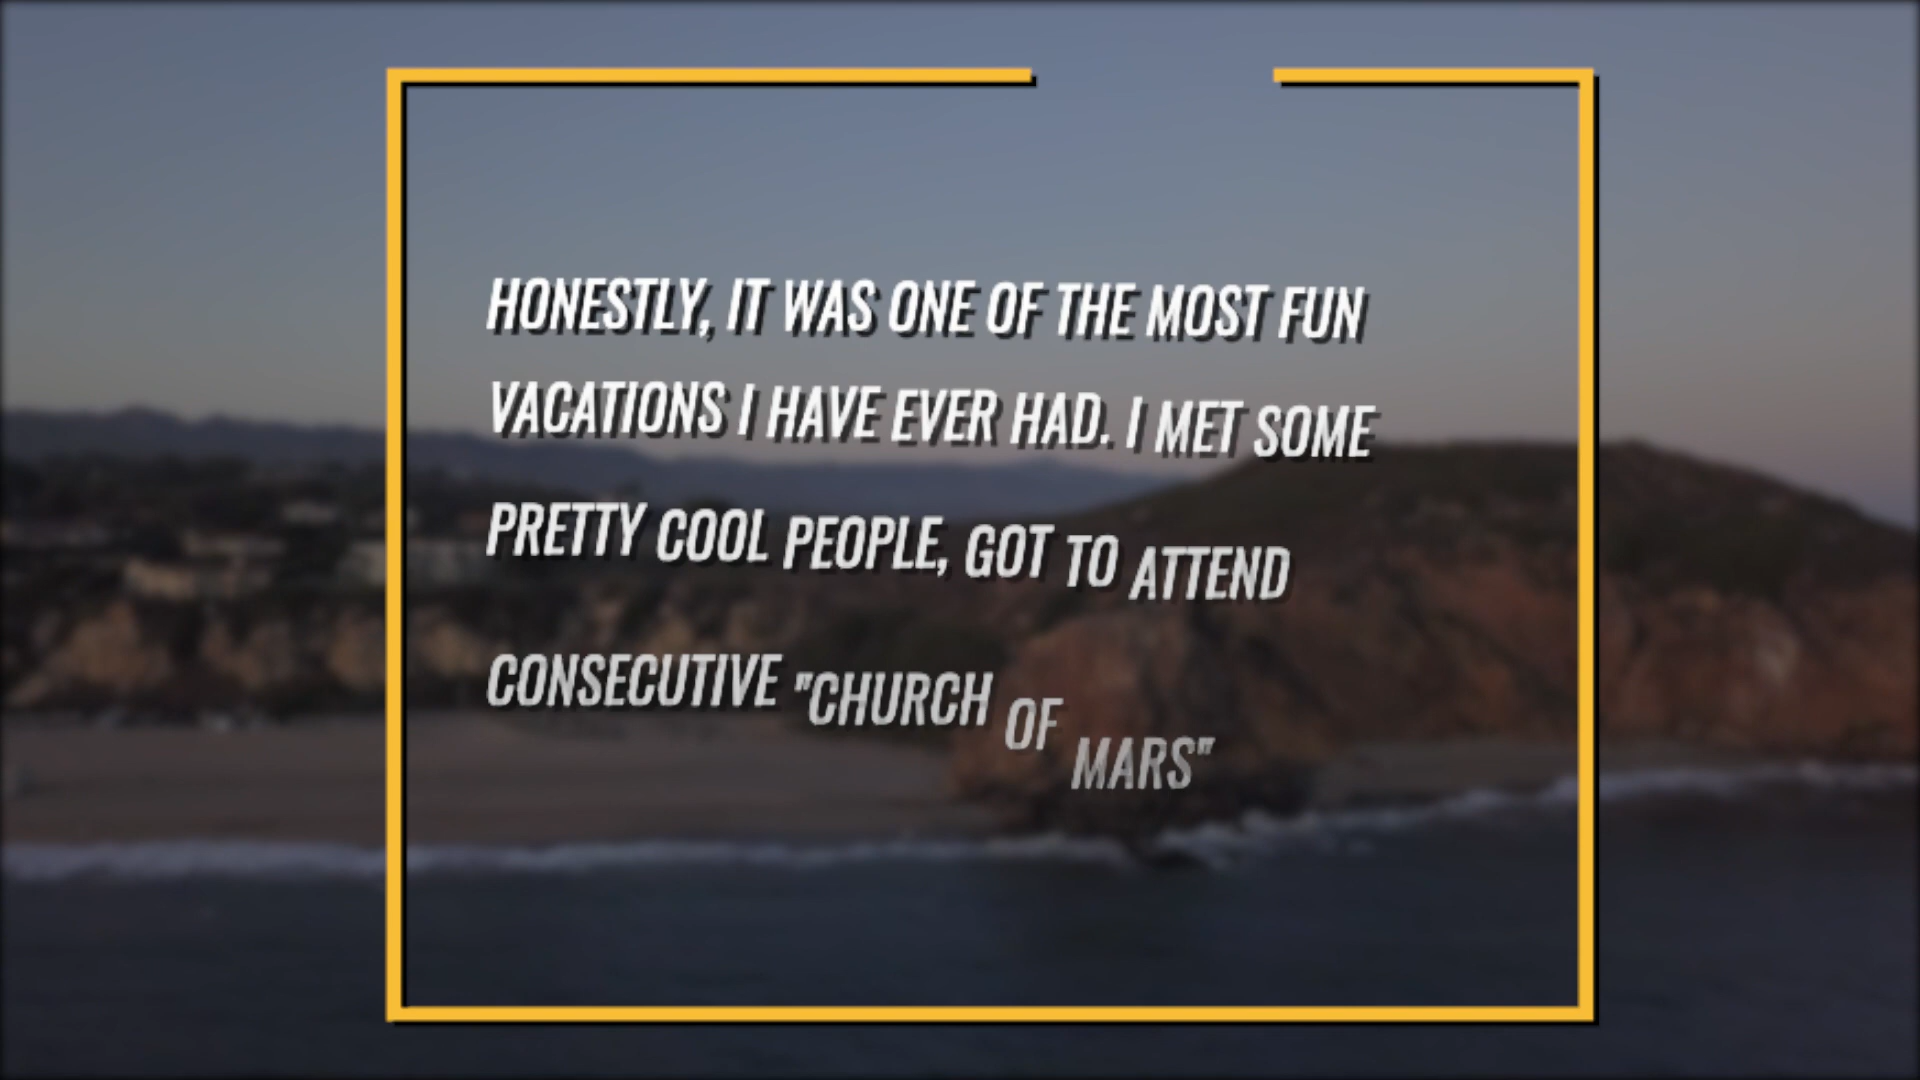 HONESTLY, IT WAS ONE OF THE MOST FUN
VACATIONS I HAVE EVER HAD. I MET SOME
PRETTY COOL PEOPLE, GOT TO ATTEND
CONSECUTIVE "CHURCH OF MARS"